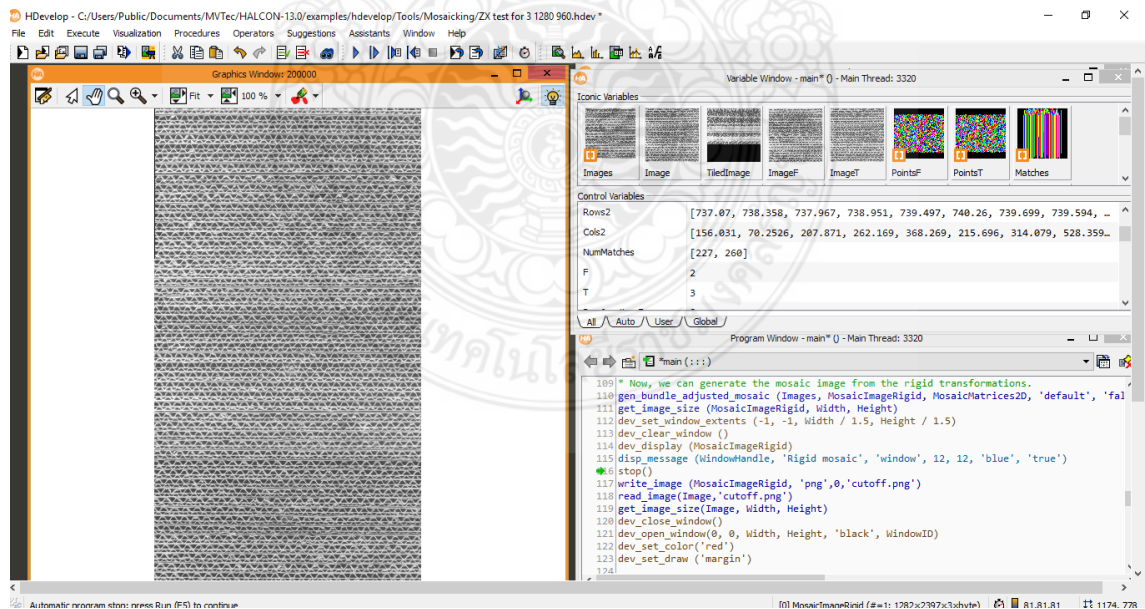 HDevelop - C:/Users/Public/Documents/MVTec/HALCON-13.0/examples/hdevelop/Tools/Mosaicking/ZX test for 3 1280 960.hdev *
File Edit Execute Visualization Procedures Operators Suggestions Assistants Window Help
Graphics Window: 200000
Fit 100 %
Variable Window - main* () - Main Thread: 3320
Iconic Variables
Images Image TiledImage ImageF ImageT PointsF PointsT Matches
Control Variables
Rows2 [737.07, 738.358, 737.967, 738.951, 739.497, 740.26, 739.699, 739.594, …
Cols2 [156.031, 70.2526, 207.871, 262.169, 368.269, 215.696, 314.079, 528.359…
NumMatches [227, 260]
F 2
T 3
All Auto User Global
Program Window - main* () - Main Thread: 3320
*main ( : : : )
109 * Now, we can generate the mosaic image from the rigid transformations.
110 gen_bundle_adjusted_mosaic (Images, MosaicImageRigid, MosaicMatrices2D, 'default', 'fal
111 get_image_size (MosaicImageRigid, Width, Height)
112 dev_set_window_extents (-1, -1, Width / 1.5, Height / 1.5)
113 dev_clear_window ()
114 dev_display (MosaicImageRigid)
115 disp_message (WindowHandle, 'Rigid mosaic', 'window', 12, 12, 'blue', 'true')
116 stop()
117 write_image (MosaicImageRigid, 'png',0,'cutoff.png')
118 read_image(Image,'cutoff.png')
119 get_image_size(Image, Width, Height)
120 dev_close_window()
121 dev_open_window(0, 0, Width, Height, 'black', WindowID)
122 dev_set_color('red')
123 dev_set_draw ('margin')
124
Automatic program stop; press Run (F5) to continue
[0] MosaicImageRigid (#=1: 1282×2397×3×byte) 81,81,81 1174, 778